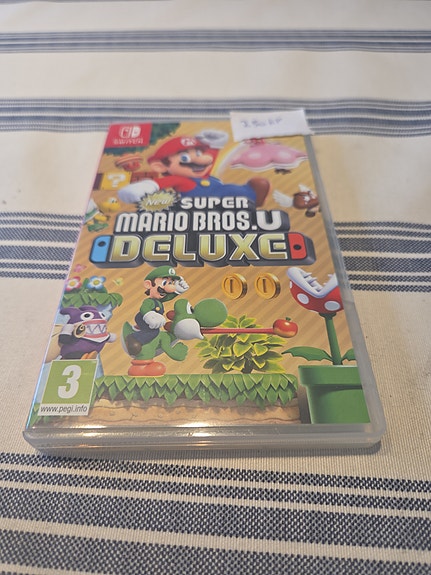 NINTENDO
SWITCH
New
SUPER
MARIO BROS. U
DELUXE
3
www.pegi.info